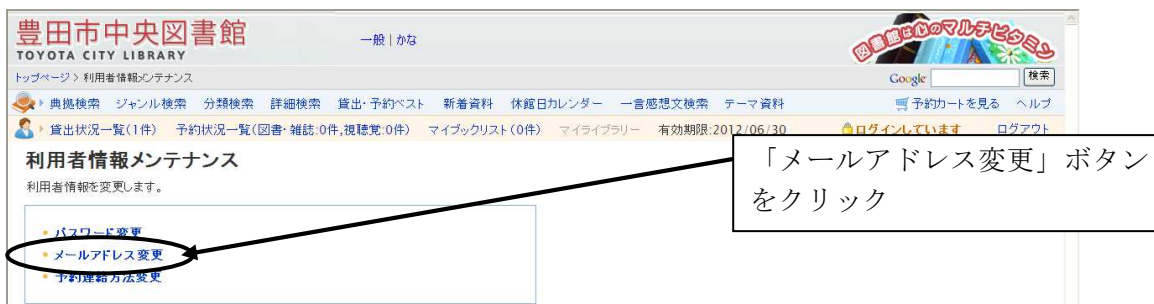 豊田市中央図書館
TOYOTA CITY LIBRARY
一般 | かな
図書館は心のマルチビタミン
トップページ > 利用者情報メンテナンス
Google 検索
典拠検索 ジャンル検索 分類検索 詳細検索 貸出・予約ベスト 新着資料 休館日カレンダー 一言感想文検索 テーマ資料 予約カートを見る ヘルプ
貸出状況一覧(1件) 予約状況一覧(図書・雑誌:0件,視聴覚:0件) マイブックリスト(0件) マイライブラリー 有効期限:2012/06/30 ログインしています ログアウト
利用者情報メンテナンス
利用者情報を変更します。
「メールアドレス変更」ボタン
をクリック
パスワード変更
メールアドレス変更
予約連絡方法変更